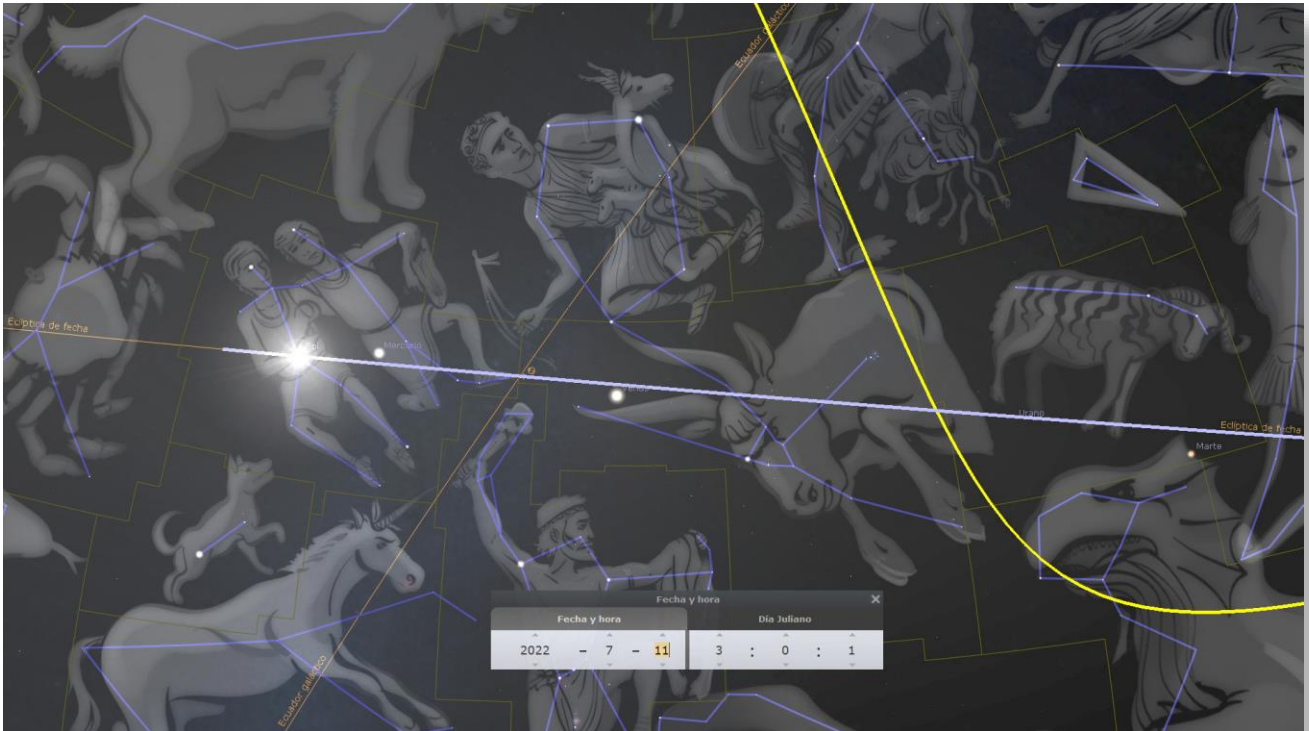 Ecuador galáctico
Eclíptica de fecha
Mercurio
Urano
Eclíptica de fecha
Marte
Fecha y hora
Fecha y hora
Día Juliano
2022 - 7 - 11 3 : 0 : 1
Ecuador galáctico